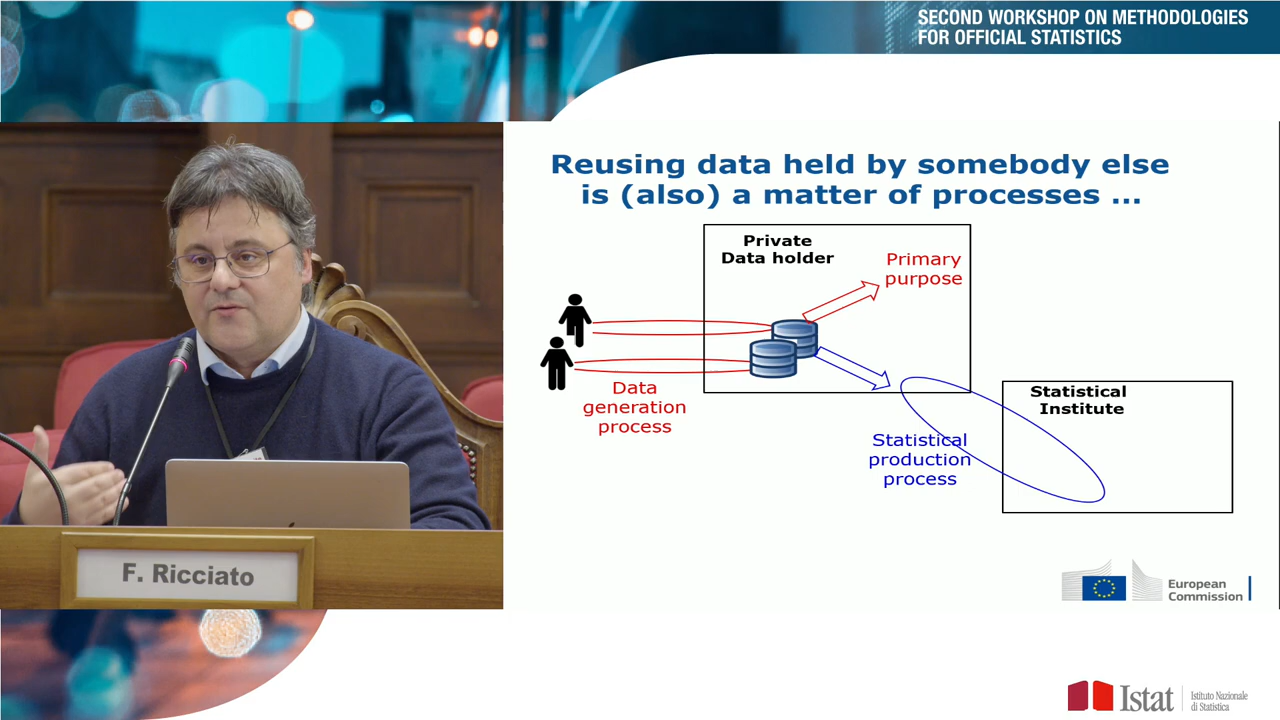 SECOND WORKSHOP ON METHODOLOGIES
FOR OFFICIAL STATISTICS
Reusing data held by somebody else
is (also) a matter of processes ...
Private
Data holder
Primary
purpose
Data
generation
process
Statistical
Institute
Statistical
production
process
F. Ricciato
European
Commission
Istat
Istituto Nazionale
di Statistica